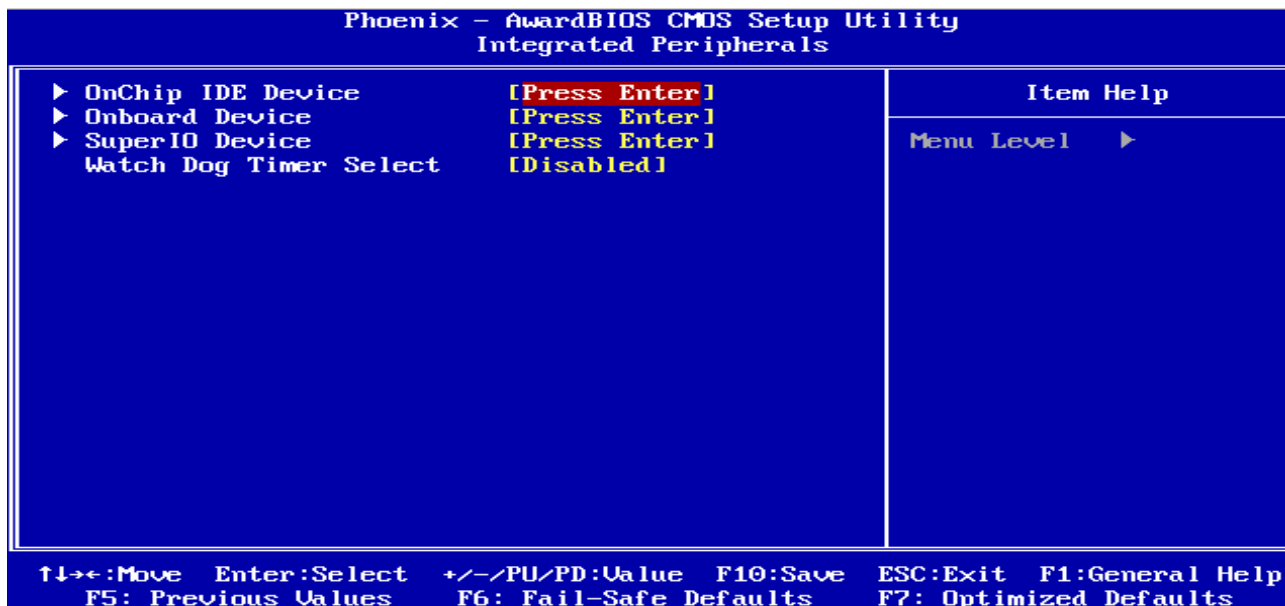 Phoenix - AwardBIOS CMOS Setup Utility
Integrated Peripherals
▶ OnChip IDE Device [Press Enter]
▶ Onboard Device [Press Enter]
▶ SuperIO Device [Press Enter]
Watch Dog Timer Select [Disabled]
Item Help
Menu Level ▶
↑↓→←:Move Enter:Select +/-/PU/PD:Value F10:Save ESC:Exit F1:General Help
F5: Previous Values F6: Fail-Safe Defaults F7: Optimized Defaults